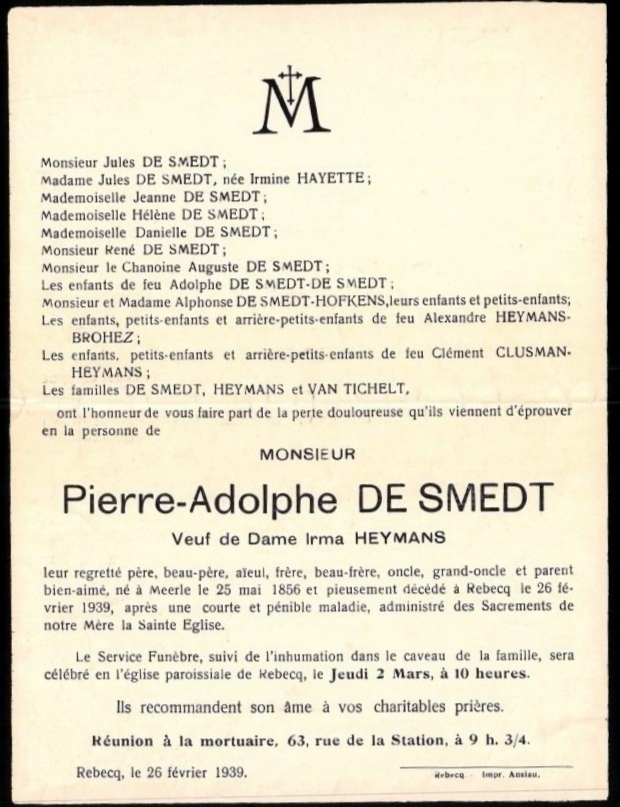 M
Monsieur Jules DE SMEDT;
Madame Jules DE SMEDT, née Irmine HAYETTE;
Mademoiselle Jeanne DE SMEDT;
Mademoiselle Hélène DE SMEDT;
Mademoiselle Danielle DE SMEDT;
Monsieur René DE SMEDT;
Monsieur le Chanoine Auguste DE SMEDT;
Les enfants de feu Adolphe DE SMEDT-DE SMEDT;
Monsieur et Madame Alphonse DE SMEDT-HOFKENS, leurs enfants et petits-enfants;
Les enfants, petits-enfants et arrière-petits-enfants de feu Alexandre HEYMANS-
BROHEZ;
Les enfants, petits-enfants et arrière-petits-enfants de feu Clément CLUSMAN-
HEYMANS;
Les familles DE SMEDT, HEYMANS et VAN TICHELT,
ont l'honneur de vous faire part de la perte douloureuse qu'ils viennent d'éprouver
en la personne de
MONSIEUR
Pierre-Adolphe DE SMEDT
Veuf de Dame Irma HEYMANS
leur regretté père, beau-père, aïeul, frère, beau-frère, oncle, grand-oncle et parent
bien-aimé, né à Meerle le 25 mai 1856 et pieusement décédé à Rebecq le 26 fé-
vrier 1939, après une courte et pénible maladie, administré des Sacrements de
notre Mère la Sainte Eglise.
Le Service Funèbre, suivi de l'inhumation dans le caveau de la famille, sera
célébré en l'église paroissiale de Rebecq, le Jeudi 2 Mars, à 10 heures.
Ils recommandent son âme à vos charitables prières.
Réunion à la mortuaire, 63, rue de la Station, à 9 h. 3/4.
Rebecq, le 26 février 1939.
Rebecq - Impr. Anslau.